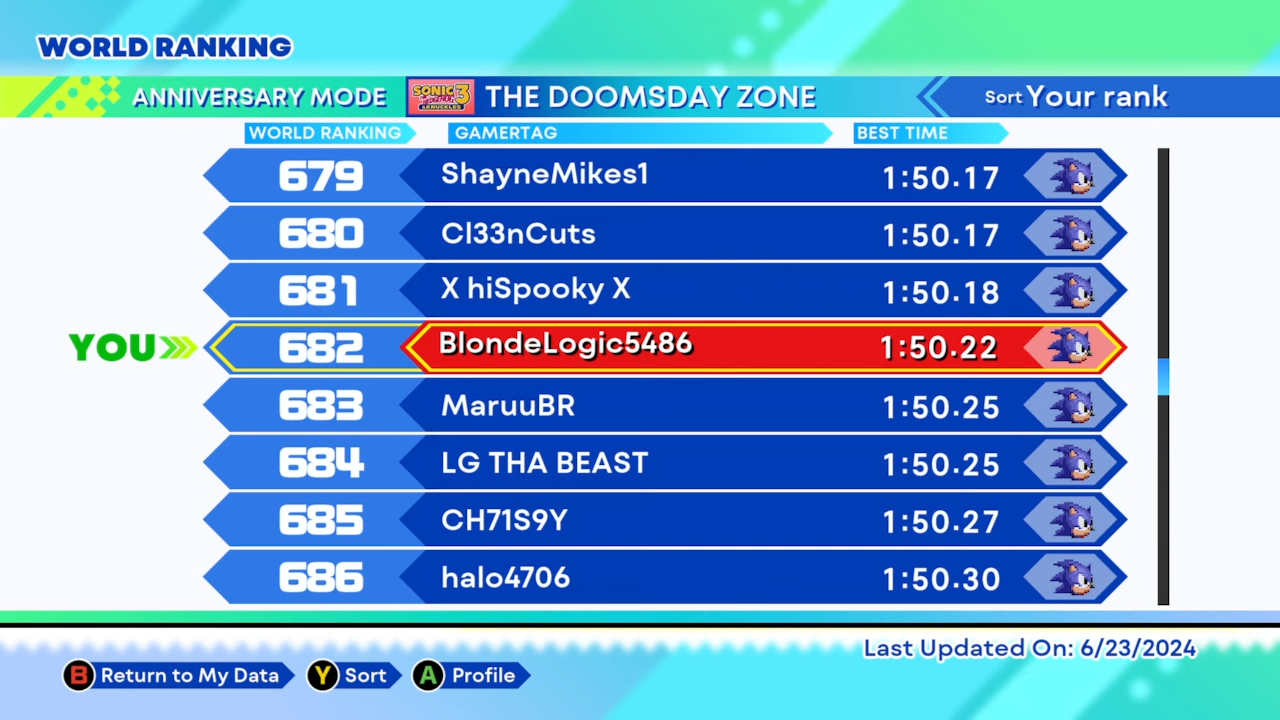 WORLD RANKING
ANNIVERSARY MODE SONIC 3 & KNUCKLES THE DOOMSDAY ZONE Sort Your rank
WORLD RANKING GAMERTAG BEST TIME
679 ShayneMikes1 1:50.17
680 Cl33nCuts 1:50.17
681 X hiSpooky X 1:50.18
YOU 682 BlondeLogic5486 1:50.22
683 MaruuBR 1:50.25
684 LG THA BEAST 1:50.25
685 CH71S9Y 1:50.27
686 halo4706 1:50.30
Last Updated On: 6/23/2024
B Return to My Data Y Sort A Profile